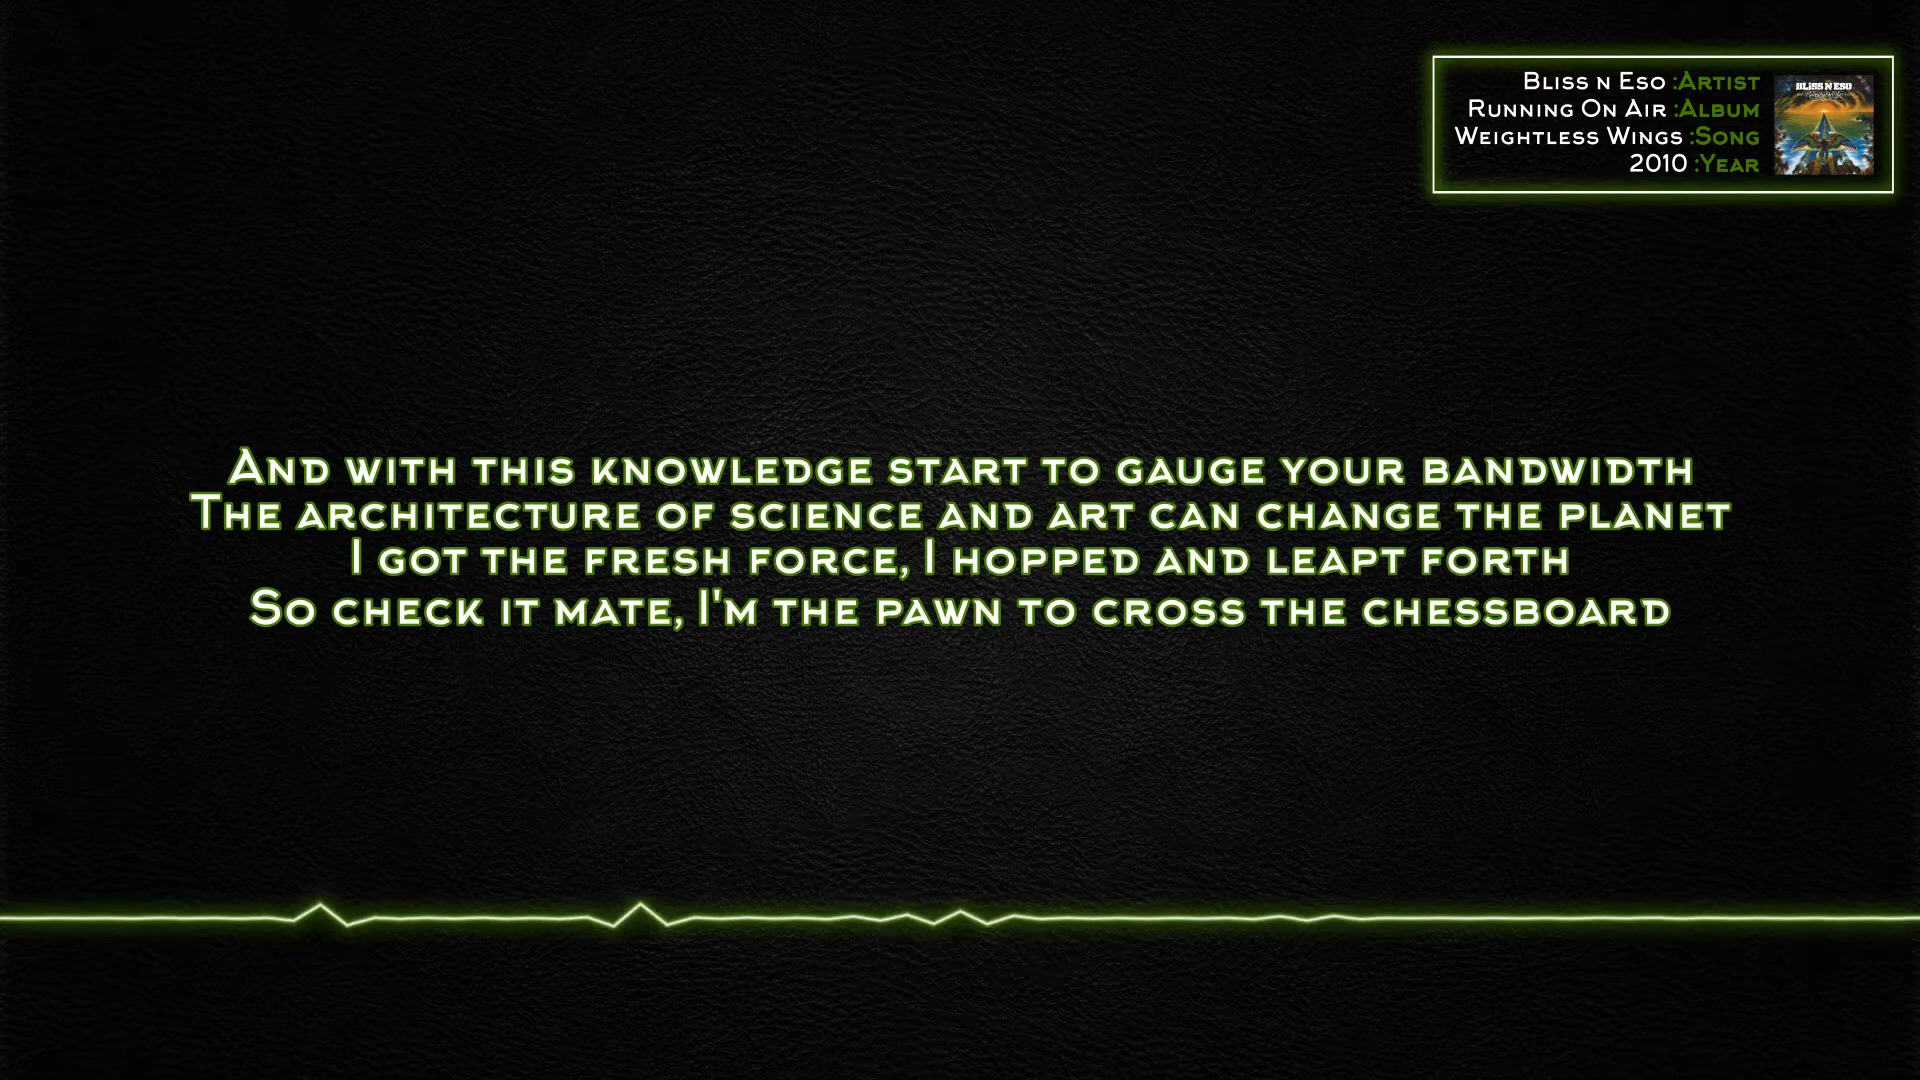 Bliss n Eso :Artist
Running On Air :Album
Weightless Wings :Song
2010 :Year
BLISS N ESO
And with this knowledge start to gauge your bandwidth
The architecture of science and art can change the planet
I got the fresh force, I hopped and leapt forth
So check it mate, I'm the pawn to cross the chessboard